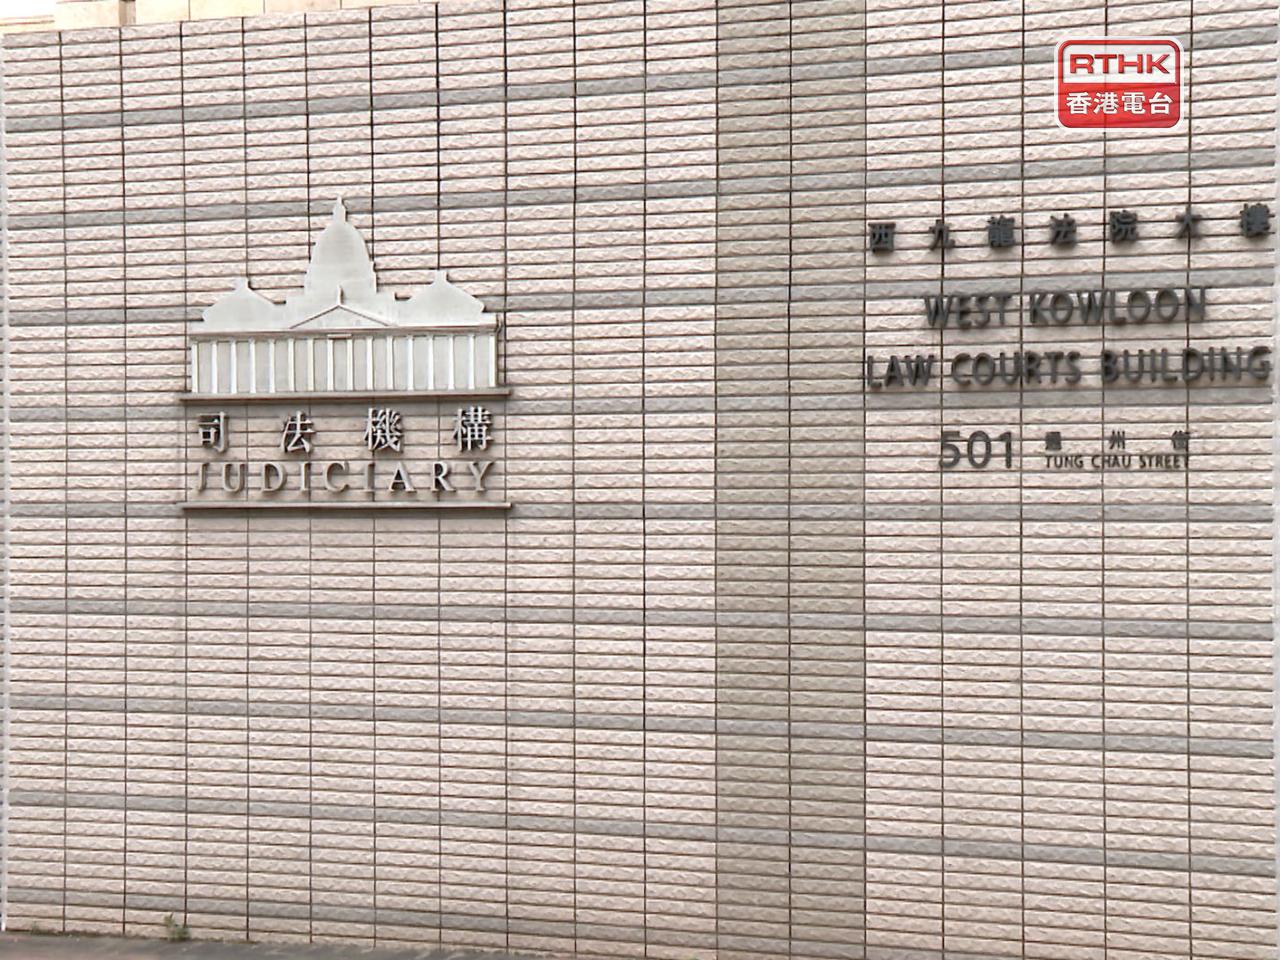 RTHK
香港電台
司法機構
JUDICIARY
西九龍法院大樓
WEST KOWLOON
LAW COURTS BUILDING
501 通州街
TUNG CHAU STREET